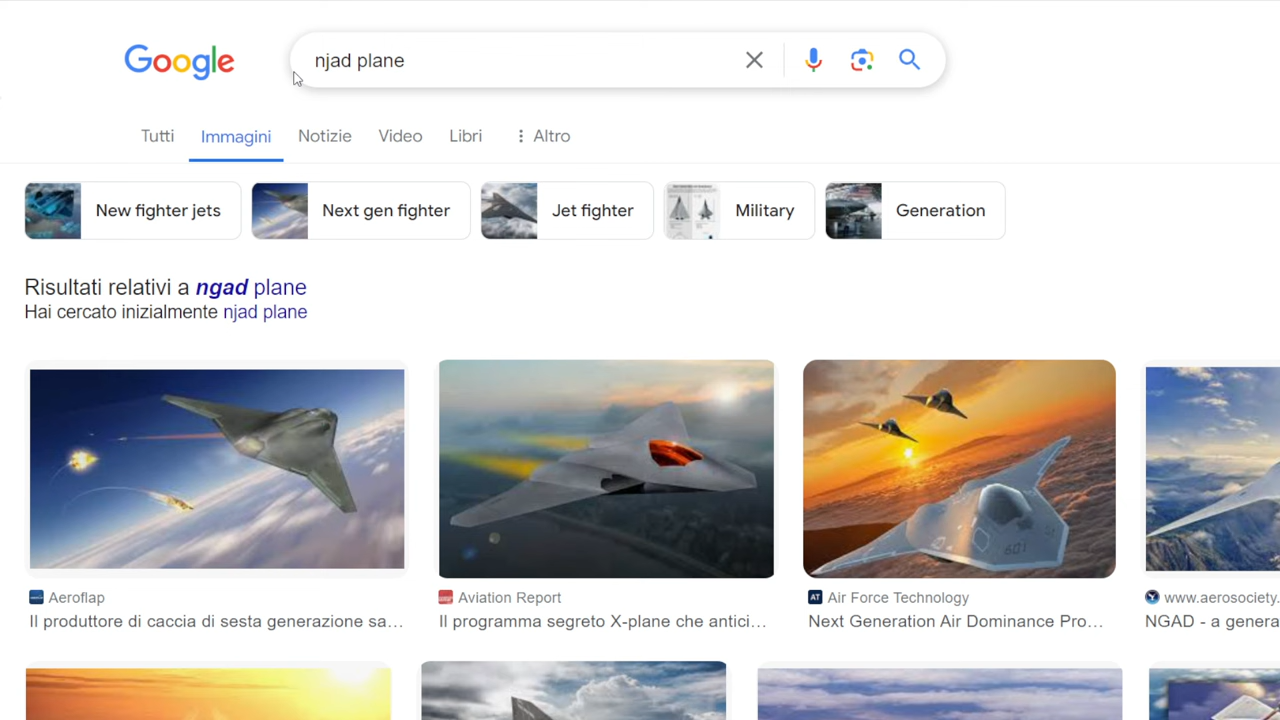 Google
njad plane
Tutti Immagini Notizie Video Libri Altro
New fighter jets Next gen fighter Jet fighter Military Generation
Risultati relativi a ngad plane
Hai cercato inizialmente njad plane
Aeroflap
Il produttore di caccia di sesta generazione sa...
Aviation Report
Il programma segreto X-plane che antici...
AT Air Force Technology
Next Generation Air Dominance Pro...
www.aerosociety.
NGAD - a genera
601